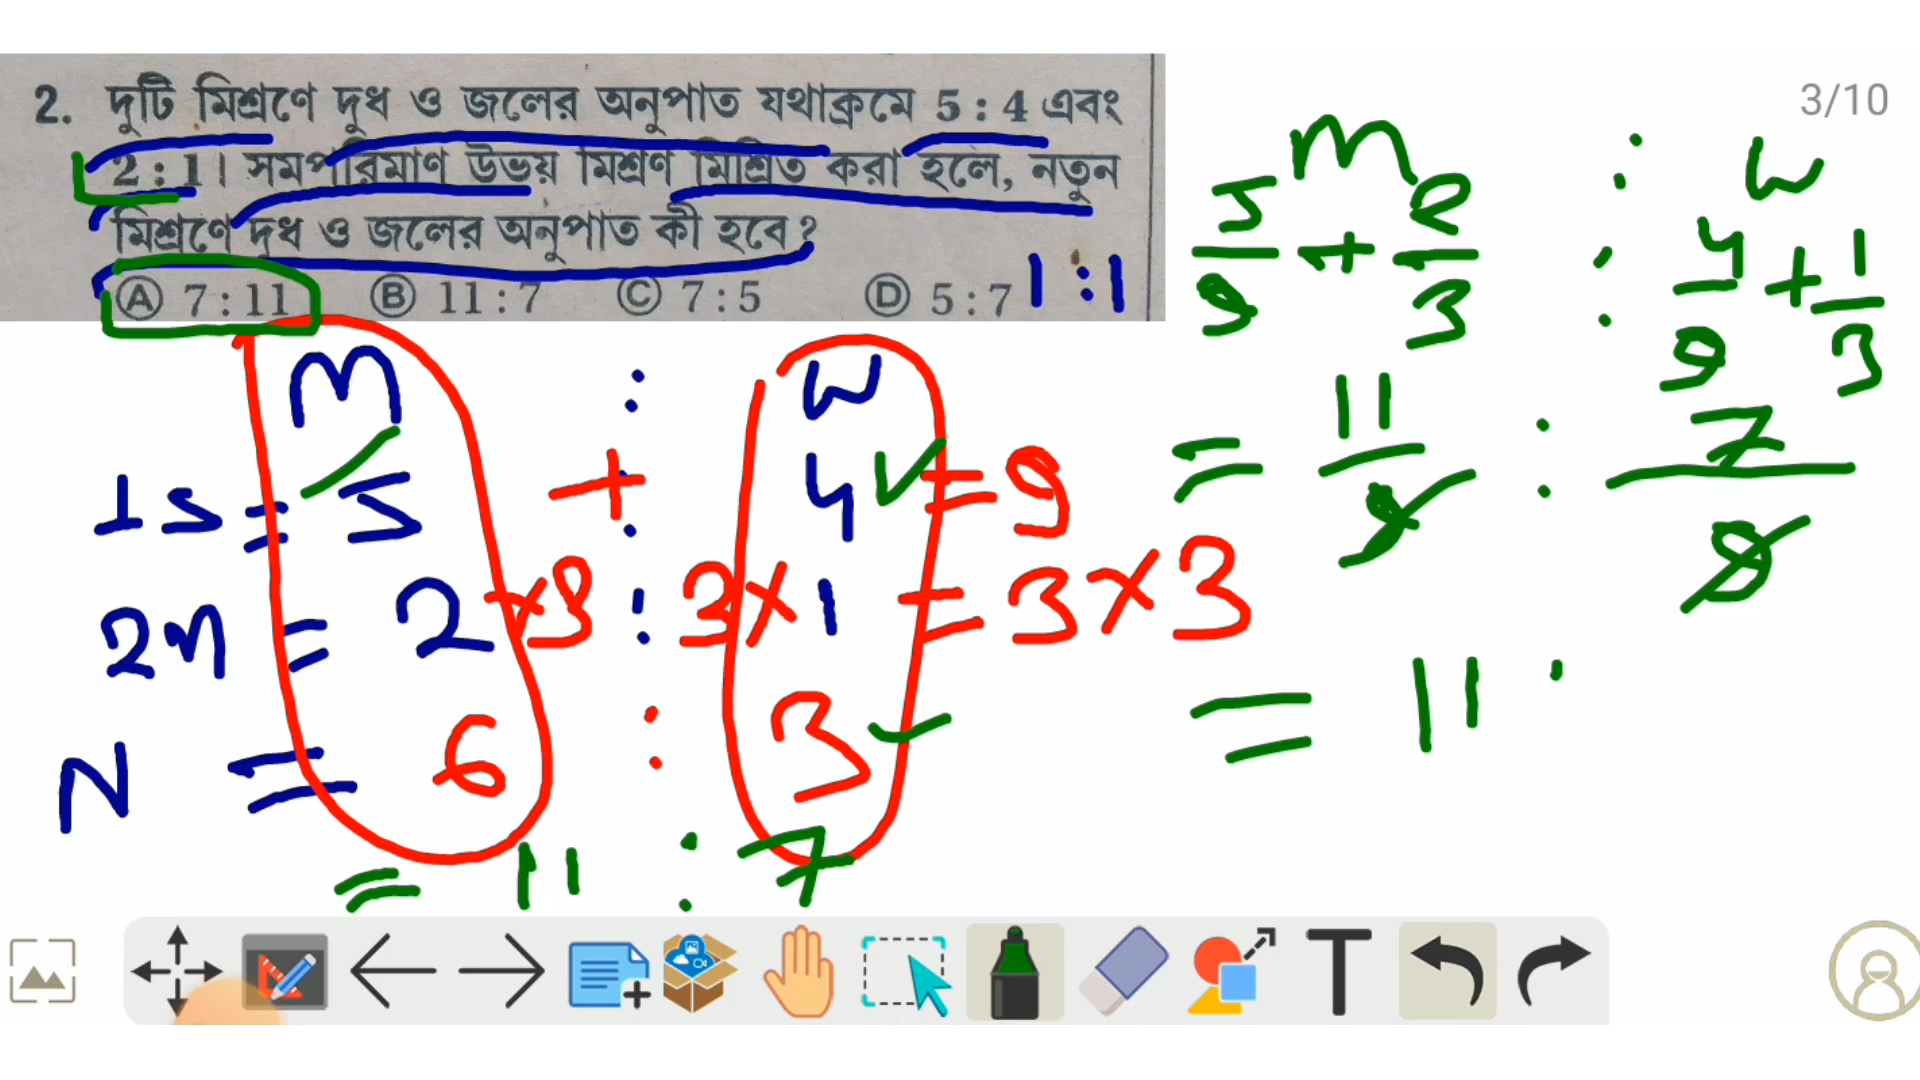 2. দুটি মিশ্রণে দুধ ও জলের অনুপাত যথাক্রমে 5 : 4 এবং
2 : 1। সমপরিমাণ উভয় মিশ্রণ মিশ্রিত করা হলে, নতুন
মিশ্রণে দুধ ও জলের অনুপাত কী হবে ?
Ⓐ 7 : 11 Ⓑ 11 : 7 Ⓒ 7 : 5 Ⓓ 5 : 7 1 : 1
M : W
1s = 5 + : 4 = 9
2n = 2 × 3 : 3 × 1 = 3 × 3
N = 6 : 3
= 11 : 7
3/10
M : W
5/9 + 2/3 : 4/9 + 1/3
= 11/9 : 7/9
= 11 :
T